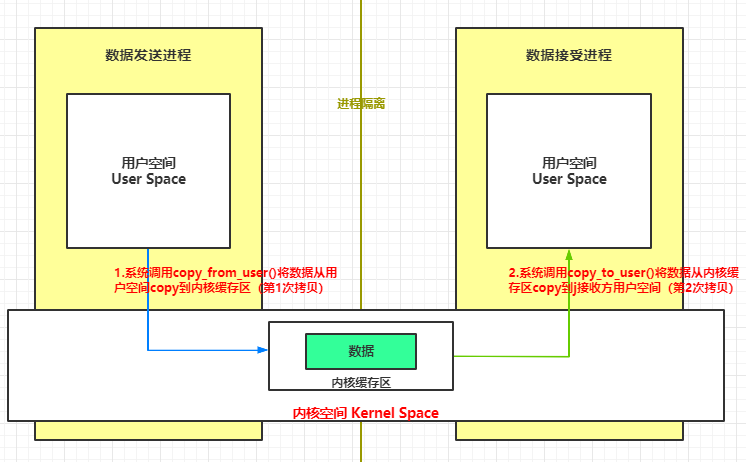 数据发送进程
数据接受进程
进程隔离
用户空间
User Space
用户空间
User Space
1.系统调用copy_from_user()将数据从用
户空间copy到内核缓存区（第1次拷贝）
2.系统调用copy_to_user()将数据从内核缓
存区copy到j接收方用户空间（第2次拷贝）
数据
内核缓存区
内核空间 Kernel Space